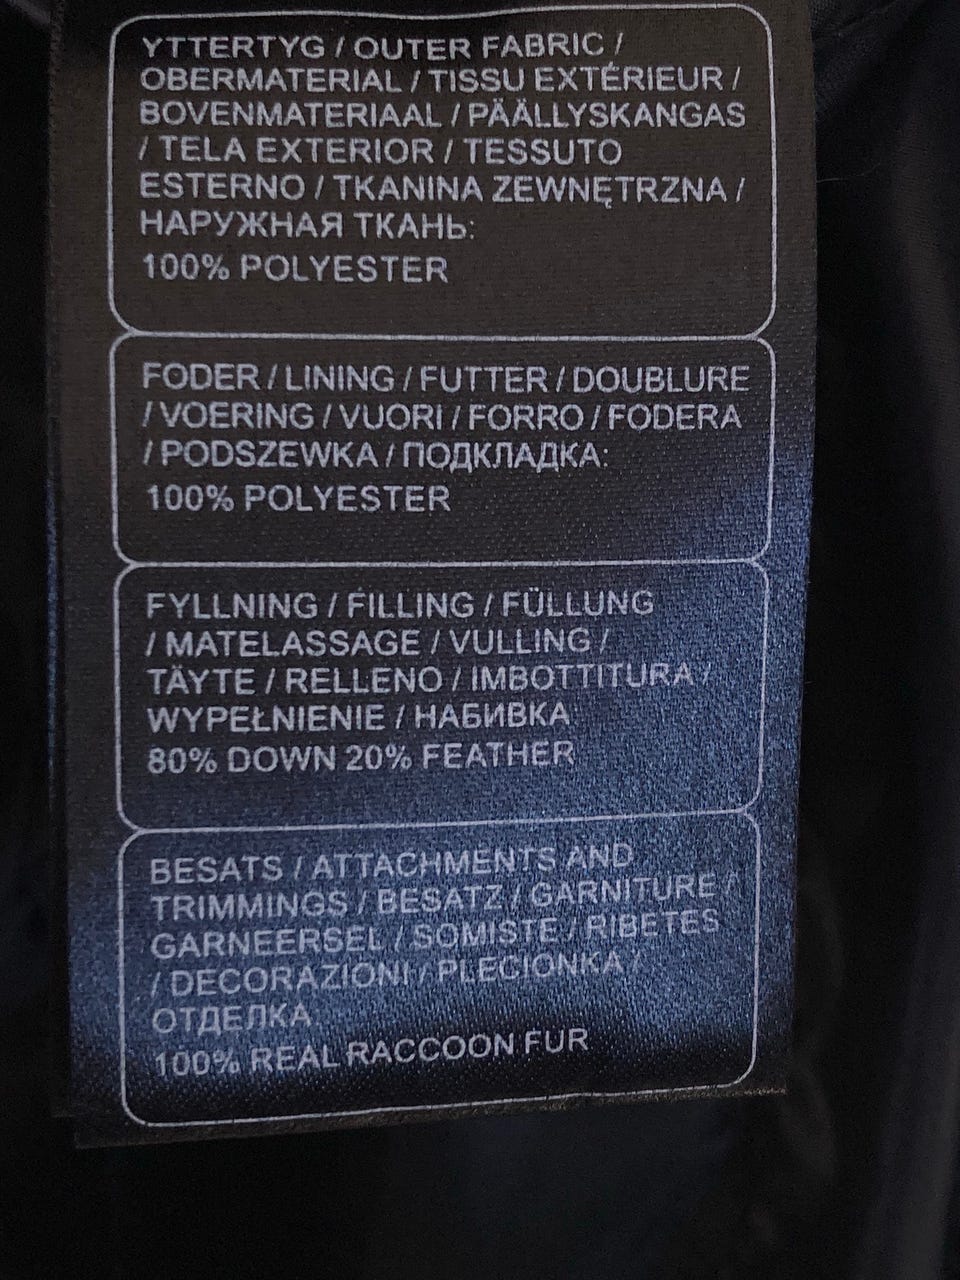 YTTERTYG / OUTER FABRIC /
OBERMATERIAL / TISSU EXTÉRIEUR /
BOVENMATERIAAL / PÄÄLLYSKANGAS
/ TELA EXTERIOR / TESSUTO
ESTERNO / TKANINA ZEWNĘTRZNA /
НАРУЖНАЯ ТКАНЬ:
100% POLYESTER
FODER / LINING / FUTTER / DOUBLURE
/ VOERING / VUORI / FORRO / FODERA
/ PODSZEWKA / ПОДКЛАДКА:
100% POLYESTER
FYLLNING / FILLING / FÜLLUNG
/ MATELASSAGE / VULLING /
TÄYTE / RELLENO / IMBOTTITURA /
WYPEŁNIENIE / НАБИВКА
80% DOWN 20% FEATHER
BESATS / ATTACHMENTS AND
TRIMMINGS / BESATZ / GARNITURE /
GARNEERSEL / SOMISTE / RIBETES
/ DECORAZIONI / PLECIONKA /
ОТДЕЛКА
100% REAL RACCOON FUR